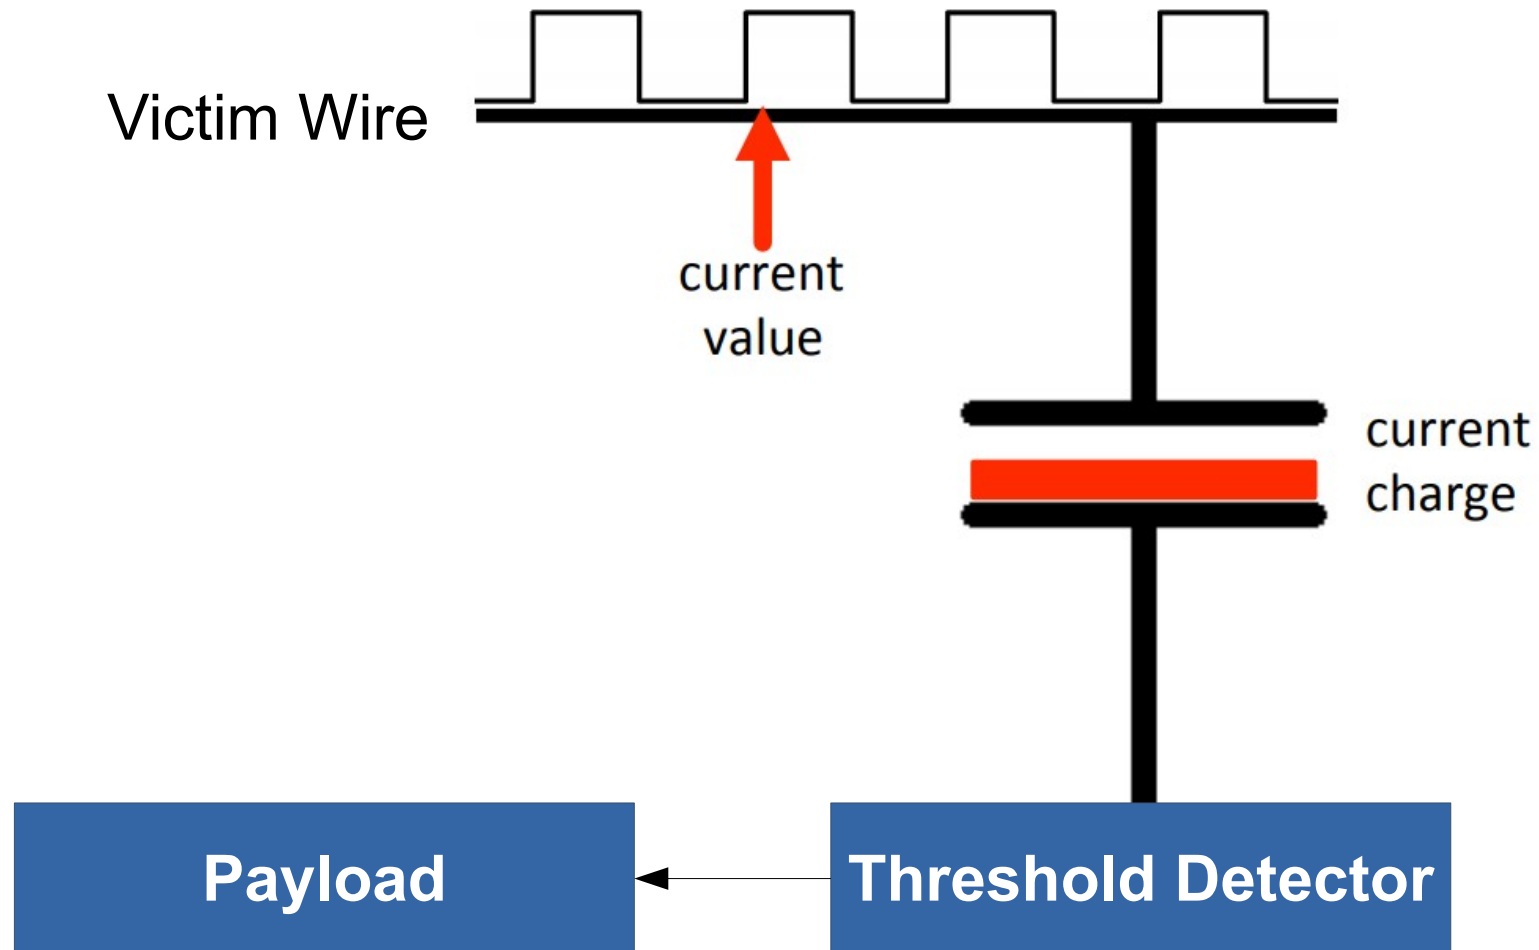 Victim Wire
current
value
current
charge
Payload
Threshold Detector